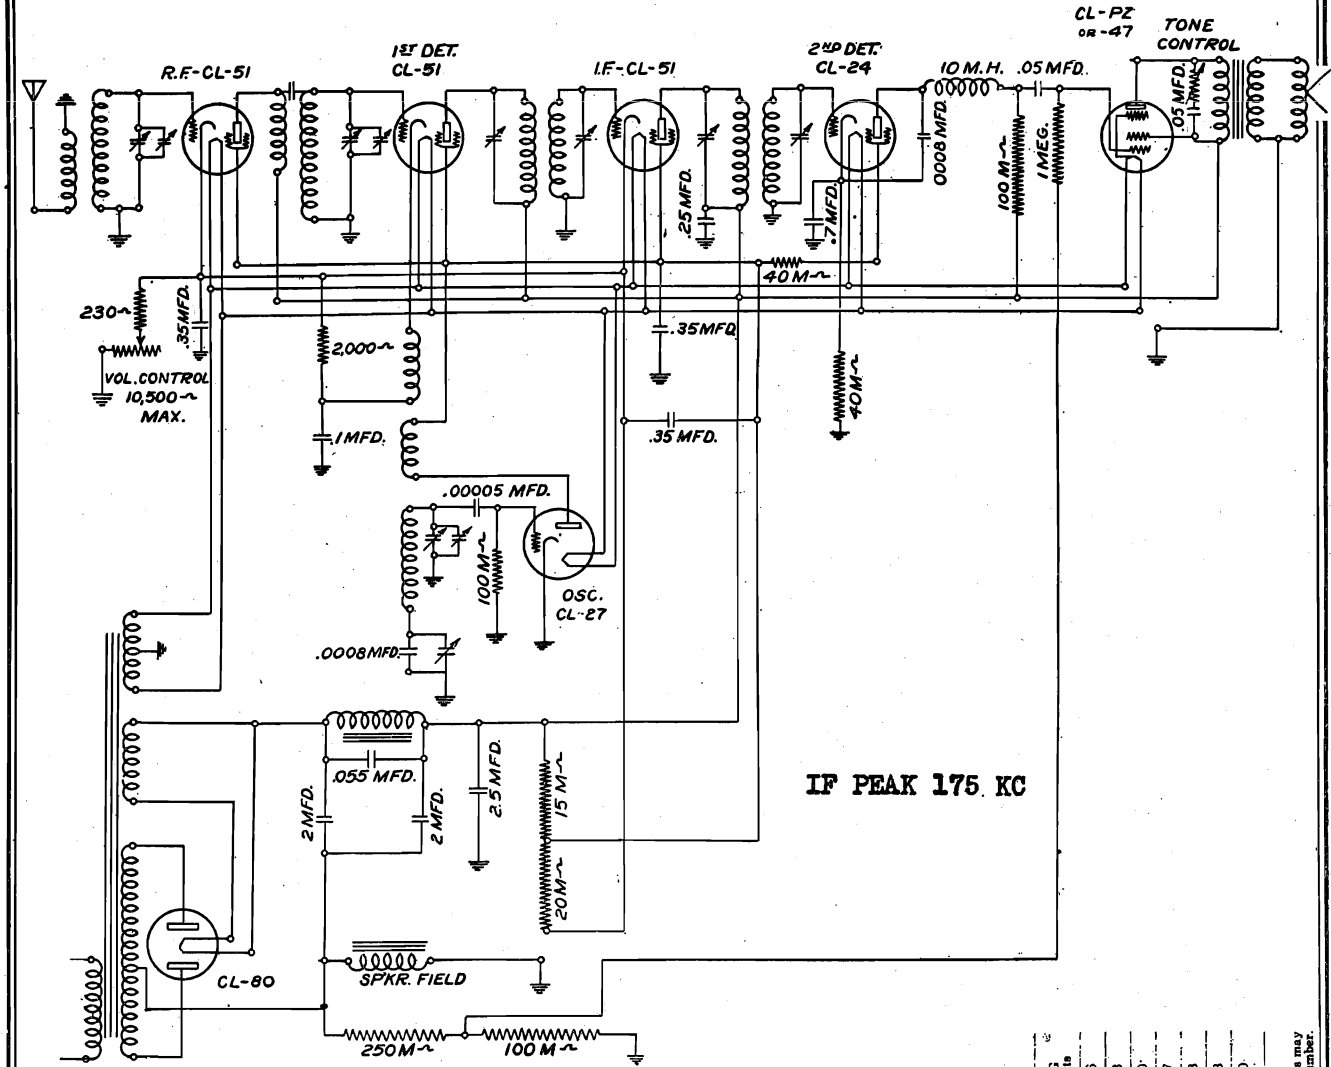 CL-PZ
OR -47
TONE
CONTROL
1ST DET.
CL-51
2ND DET.
CL-24
R.F.-CL-51
I.F.-CL-51
10 M.H.
.05 MFD.
.05 MFD.
.0008 MFD.
100 M~
1 MEG.
.25 MFD.
.7 MFD.
40 M~
230~
.35 MFD.
2,000~
.35 MFD.
VOL. CONTROL
10,500~
MAX.
40 M~
.1 MFD.
.35 MFD.
.00005 MFD.
100 M~
OSC.
CL-27
.0008 MFD.
.055 MFD.
2 MFD.
2 MFD.
2.5 MFD.
15 M~
IF PEAK 175 KC
20 M~
CL-80
SP'KR. FIELD
250 M~
100 M~
s may